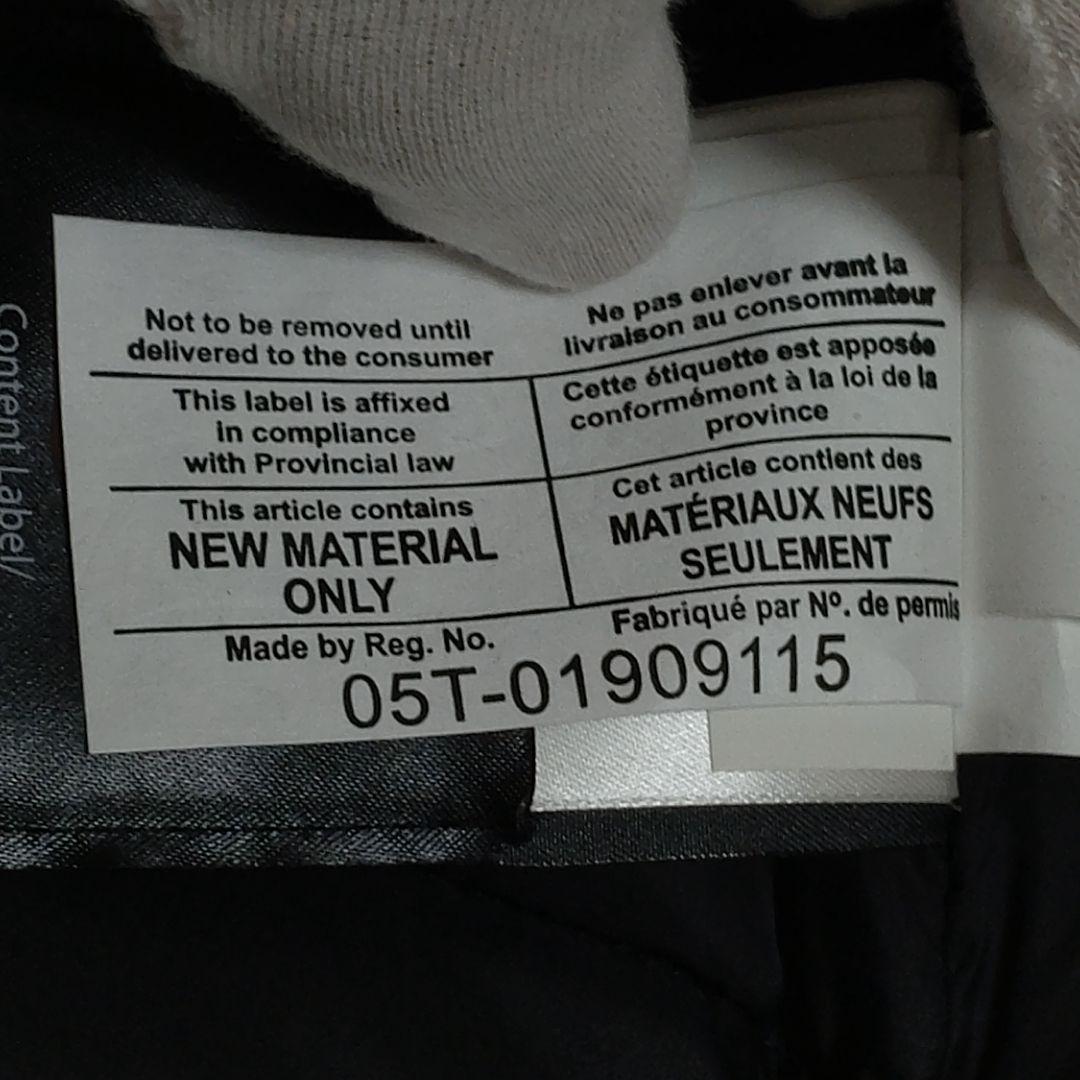 Not to be removed until
delivered to the consumer
Ne pas enlever avant la
livraison au consommateur
This label is affixed
in compliance
with Provincial law
Cette étiquette est apposée
conformément à la loi de la
province
This article contains
NEW MATERIAL
ONLY
Cet article contient des
MATÉRIAUX NEUFS
SEULEMENT
Made by Reg. No.
Fabriqué par Nº. de permis
05T-01909115
Content Label/